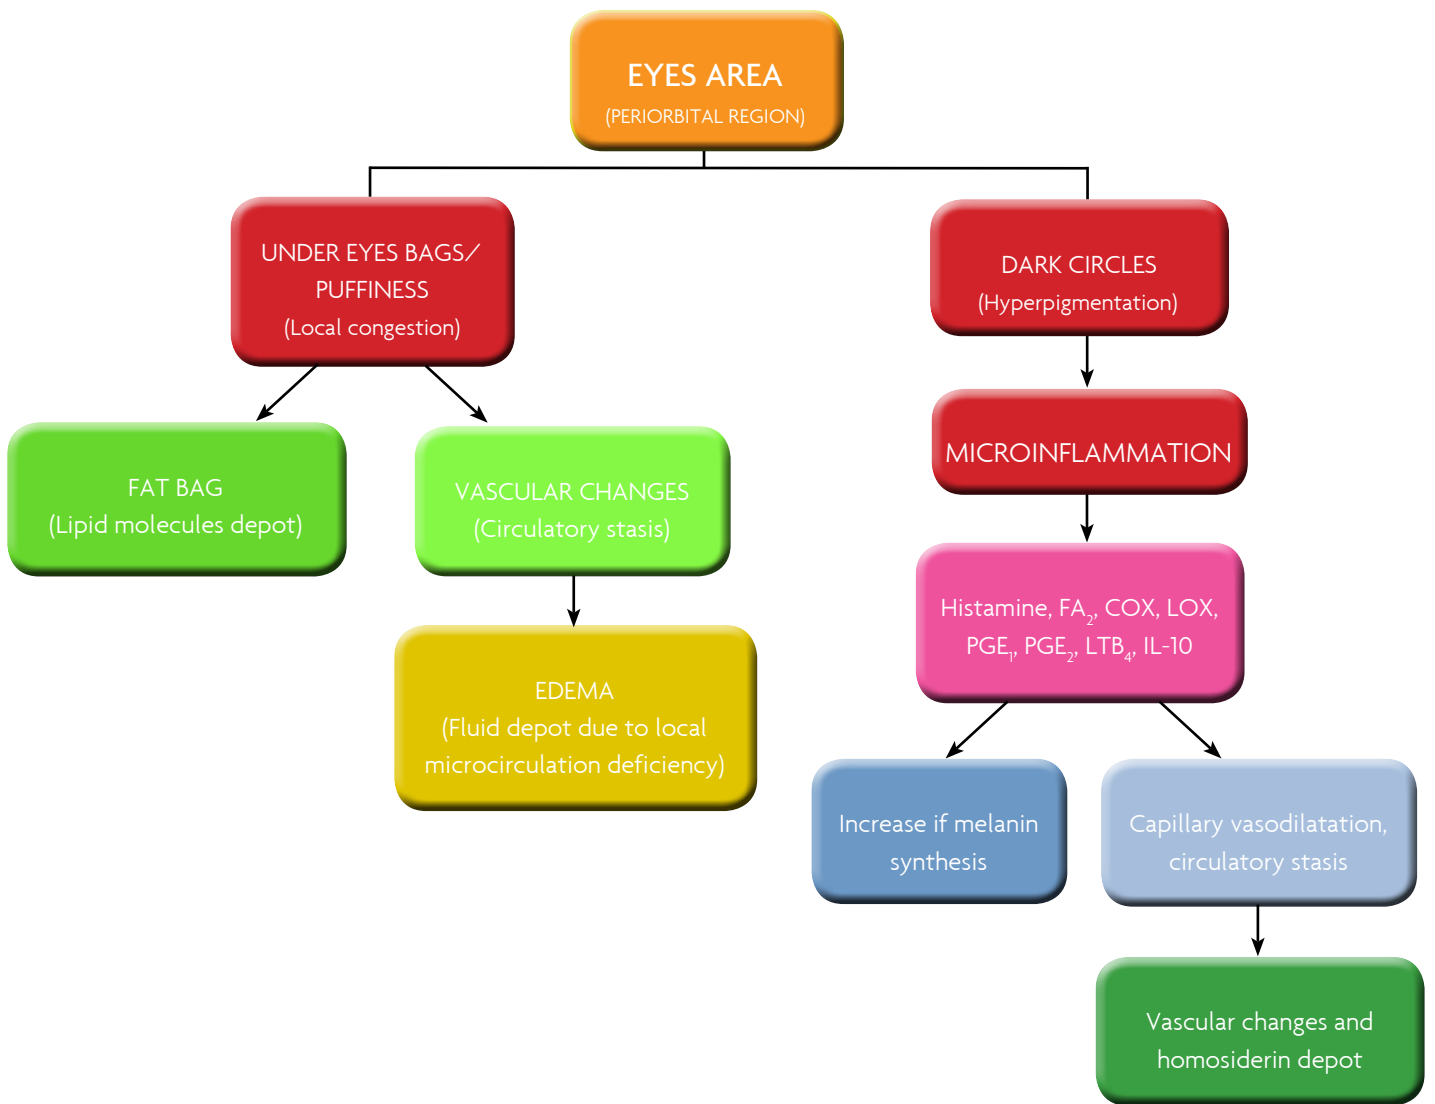 EYES AREA
(PERIORBITAL REGION)
UNDER EYES BAGS/
PUFFINESS
(Local congestion)
DARK CIRCLES
(Hyperpigmentation)
FAT BAG
(Lipid molecules depot)
VASCULAR CHANGES
(Circulatory stasis)
MICROINFLAMMATION
EDEMA
(Fluid depot due to local
microcirculation deficiency)
Histamine, FA₂, COX, LOX,
PGE₁, PGE₂, LTB₄, IL-10
Increase if melanin
synthesis
Capillary vasodilatation,
circulatory stasis
Vascular changes and
homosiderin depot